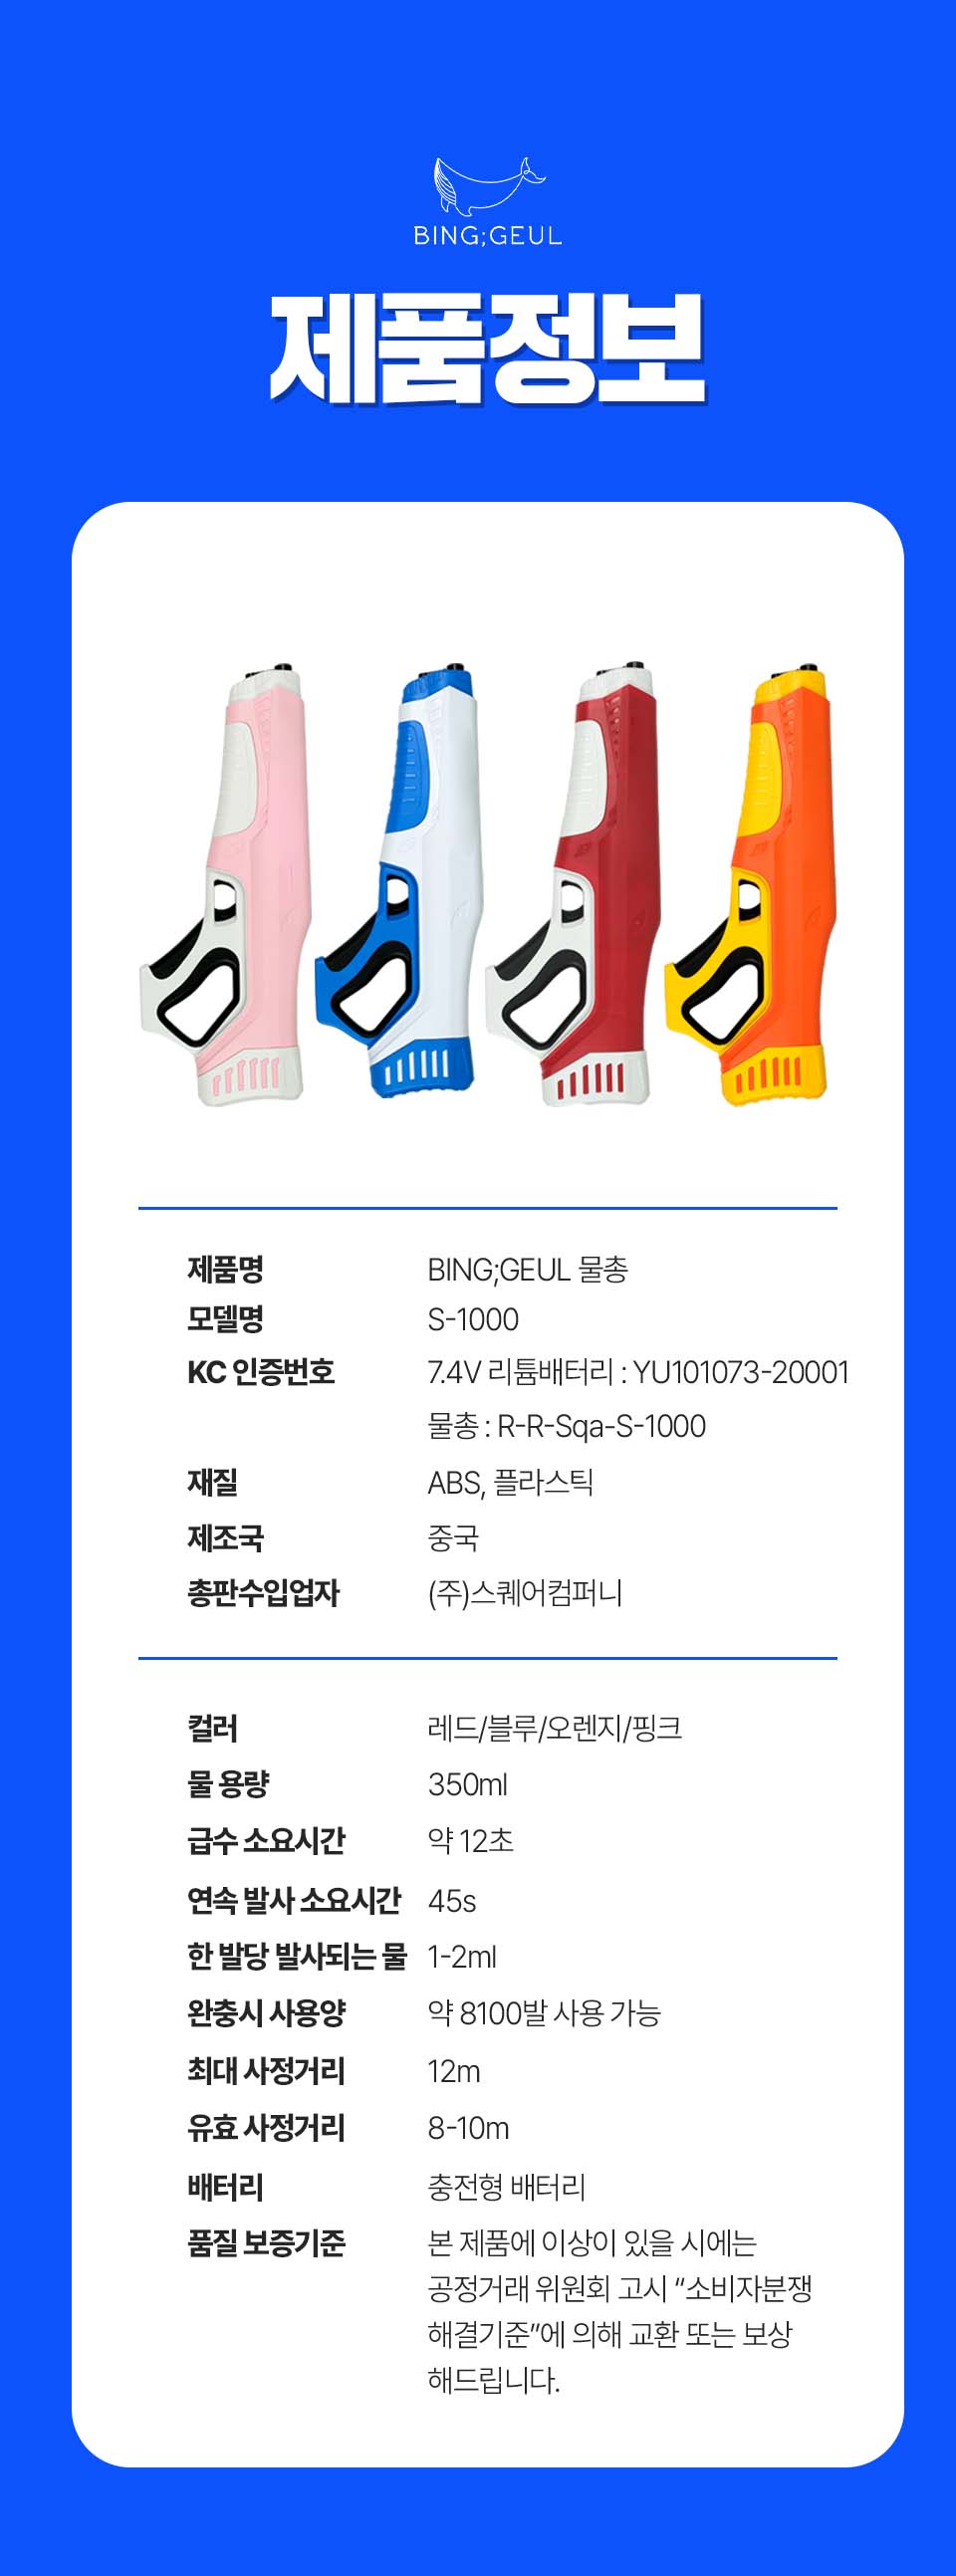 BING;GEUL
제품정보
제품명 BING;GEUL 물총
모델명 S-1000
KC 인증번호 7.4V 리튬배터리 : YU101073-20001
물총 : R-R-Sqa-S-1000
재질 ABS, 플라스틱
제조국 중국
총판수입업자 (주)스퀘어컴퍼니
컬러 레드/블루/오렌지/핑크
물 용량 350ml
급수 소요시간 약 12초
연속 발사 소요시간 45s
한 발당 발사되는 물 1-2ml
완충시 사용양 약 8100발 사용 가능
최대 사정거리 12m
유효 사정거리 8-10m
배터리 충전형 배터리
품질 보증기준 본 제품에 이상이 있을 시에는
공정거래 위원회 고시 “소비자분쟁
해결기준”에 의해 교환 또는 보상
해드립니다.